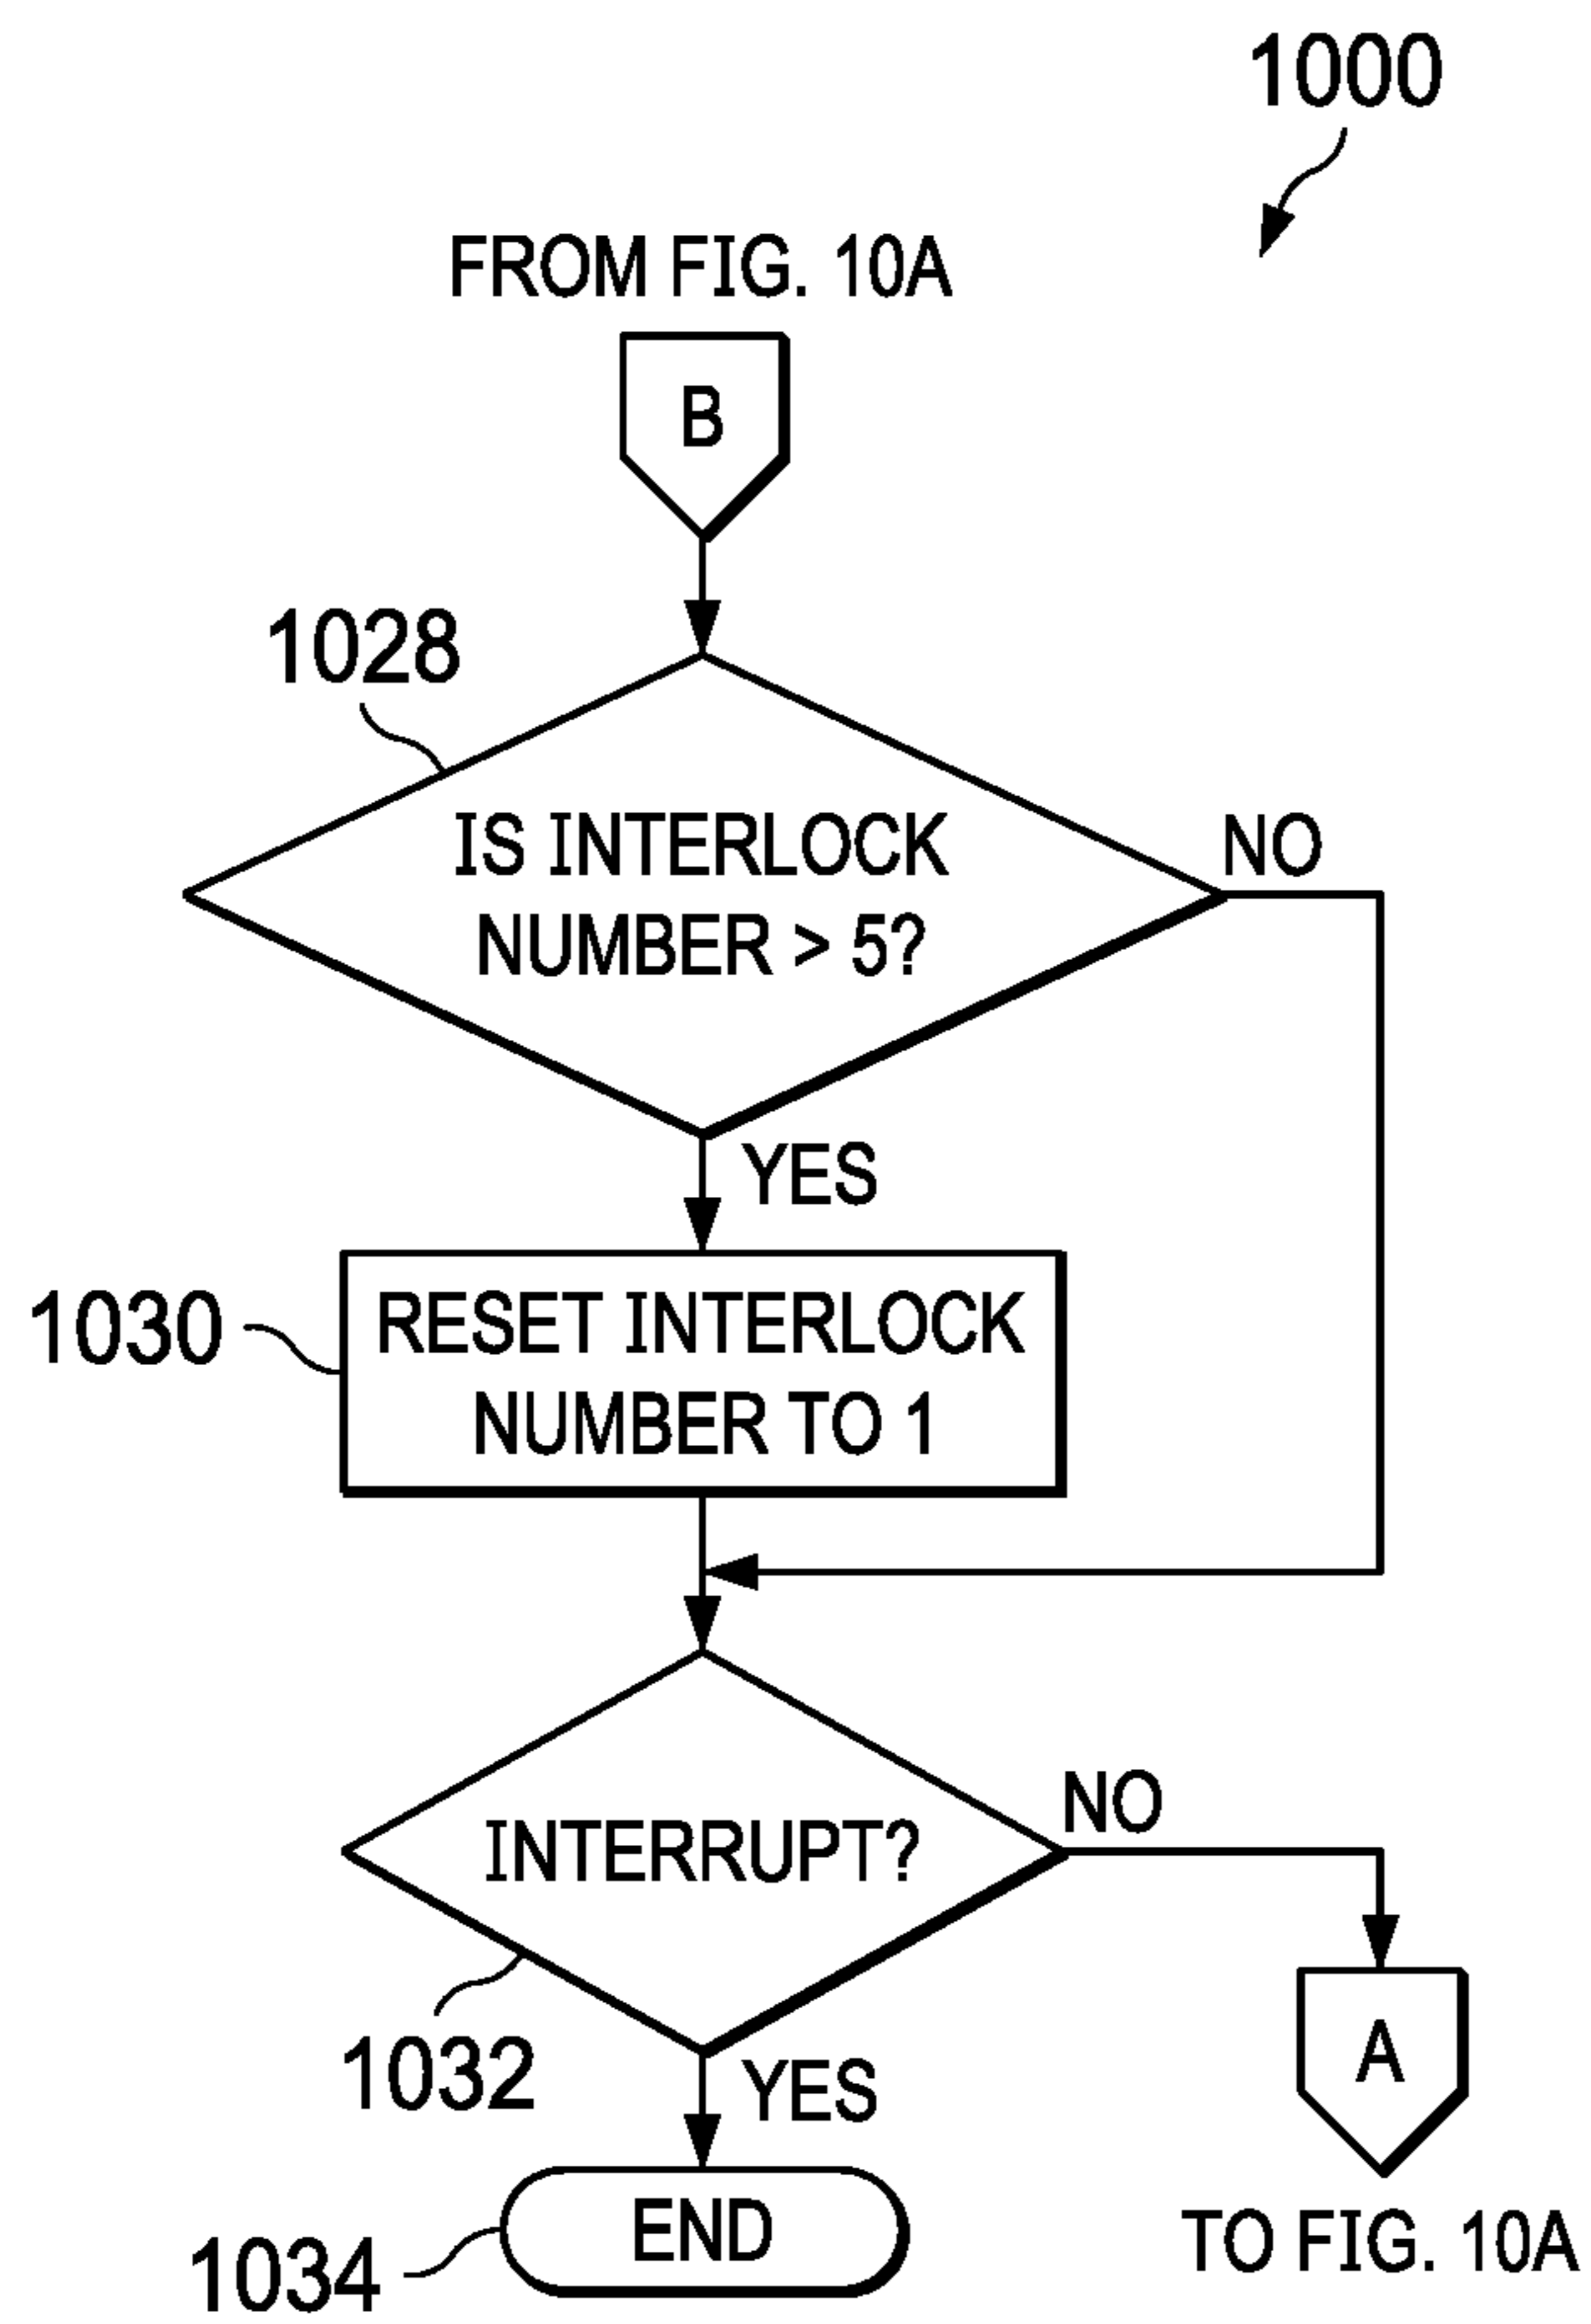 1000
FROM FIG. 10A
B
1028
IS INTERLOCK
NUMBER > 5?
NO
YES
1030
RESET INTERLOCK
NUMBER TO 1
INTERRUPT?
NO
1032
YES
A
END
1034
TO FIG. 10A